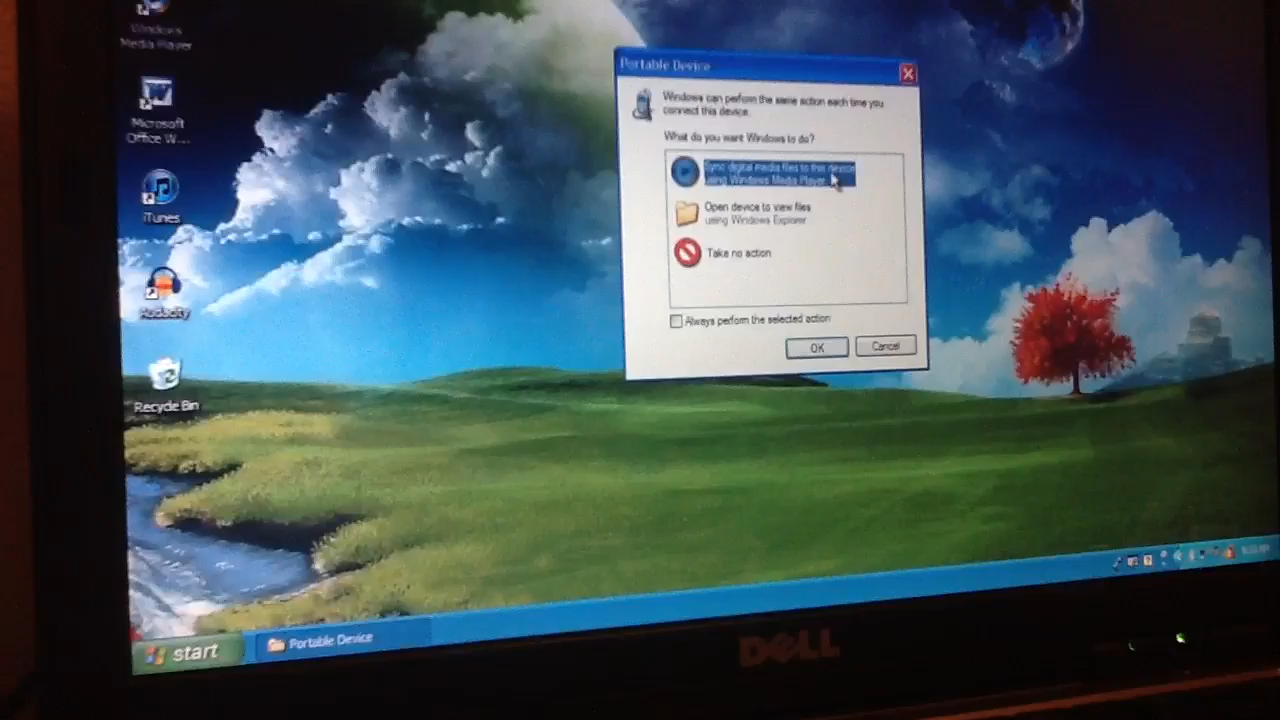 Windows
Media Player
Microsoft
Office W...
iTunes
Audacity
Recycle Bin
Portable Device
Windows can perform the same action each time you
connect this device.
What do you want Windows to do?
Sync digital media files to this device
using Windows Media Player
Open device to view files
using Windows Explorer
Take no action
Always perform the selected action
OK
Cancel
start
Portable Device
DELL